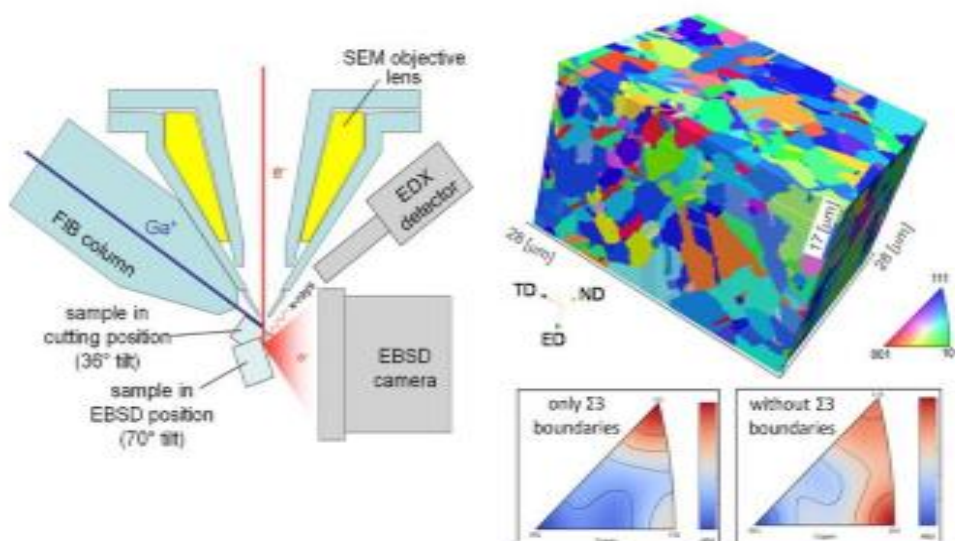 SEM objective
lens
e⁻
EDX
detector
Ga⁺
FIB column
x-rays
sample in
cutting position
(36° tilt)
e⁻
EBSD
camera
sample in
EBSD position
(70° tilt)
28 [µm]
17 [µm]
28 [µm]
TD
ND
ED
111
001
only Σ3
boundaries
without Σ3
boundaries